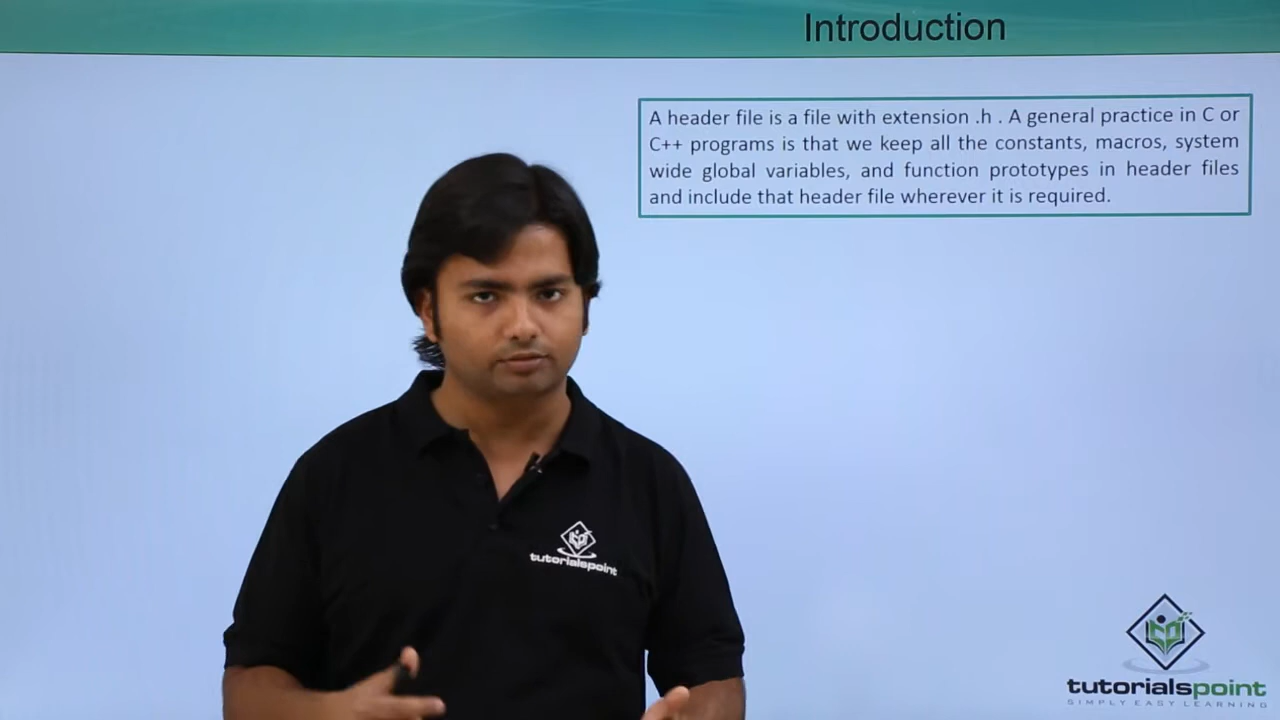 Introduction
A header file is a file with extension .h . A general practice in C or
C++ programs is that we keep all the constants, macros, system
wide global variables, and function prototypes in header files
and include that header file wherever it is required.
tutorialspoint
tutorialspoint
SIMPLY EASY LEARNING